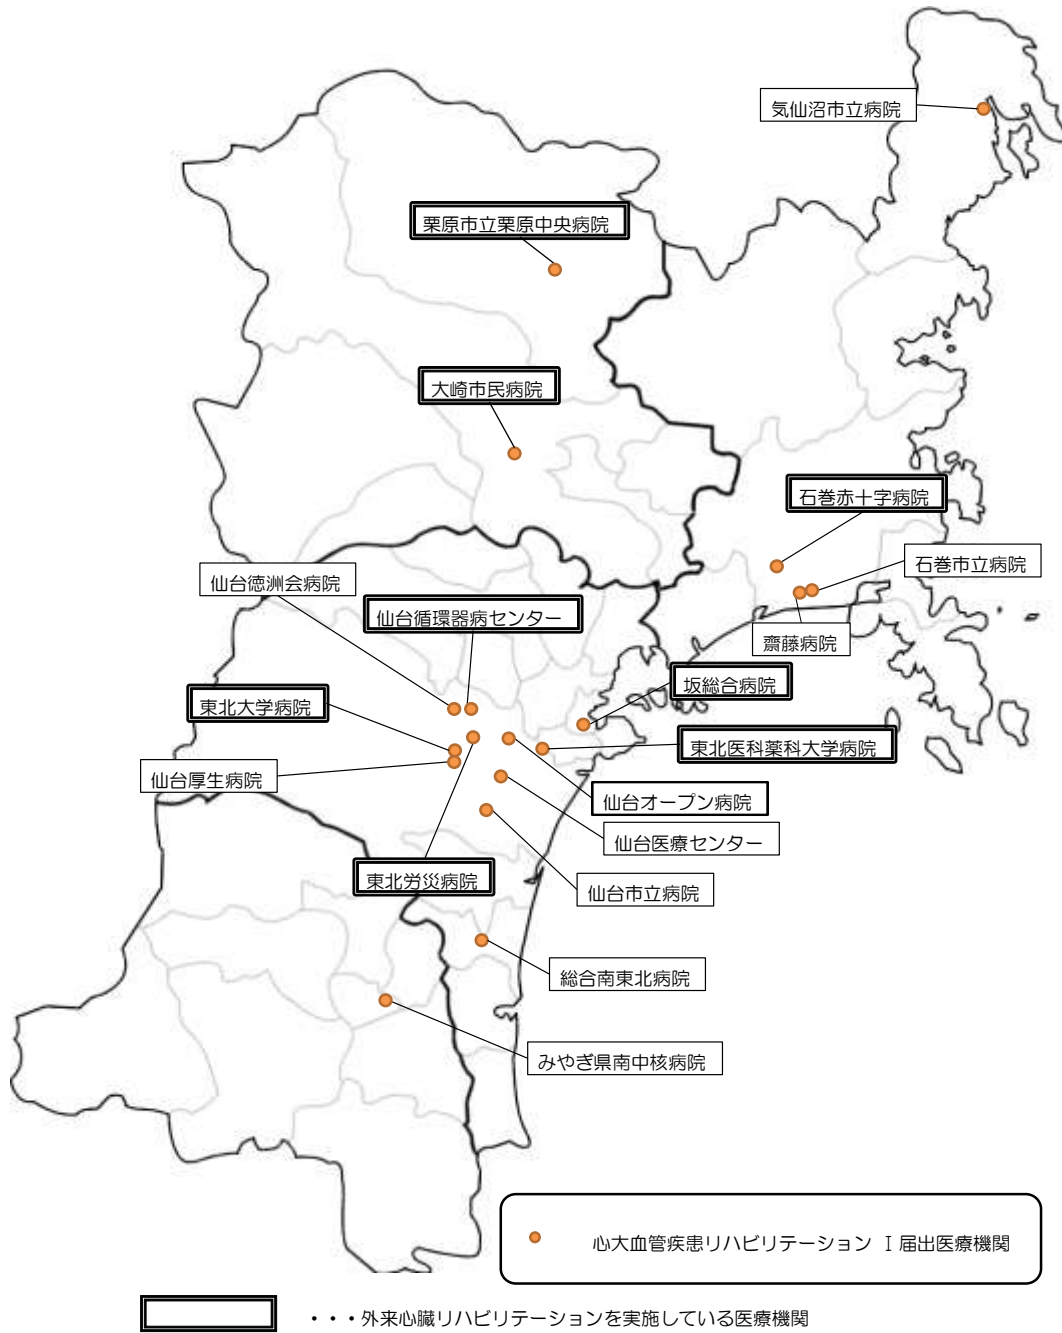 気仙沼市立病院
栗原市立栗原中央病院
大崎市民病院
石巻赤十字病院
石巻市立病院
仙台徳洲会病院
仙台循環器病センター
齋藤病院
坂総合病院
東北大学病院
東北医科薬科大学病院
仙台厚生病院
仙台オープン病院
仙台医療センター
東北労災病院
仙台市立病院
総合南東北病院
みやぎ県南中核病院
心大血管疾患リハビリテーション Ⅰ届出医療機関
・・・外来心臓リハビリテーションを実施している医療機関